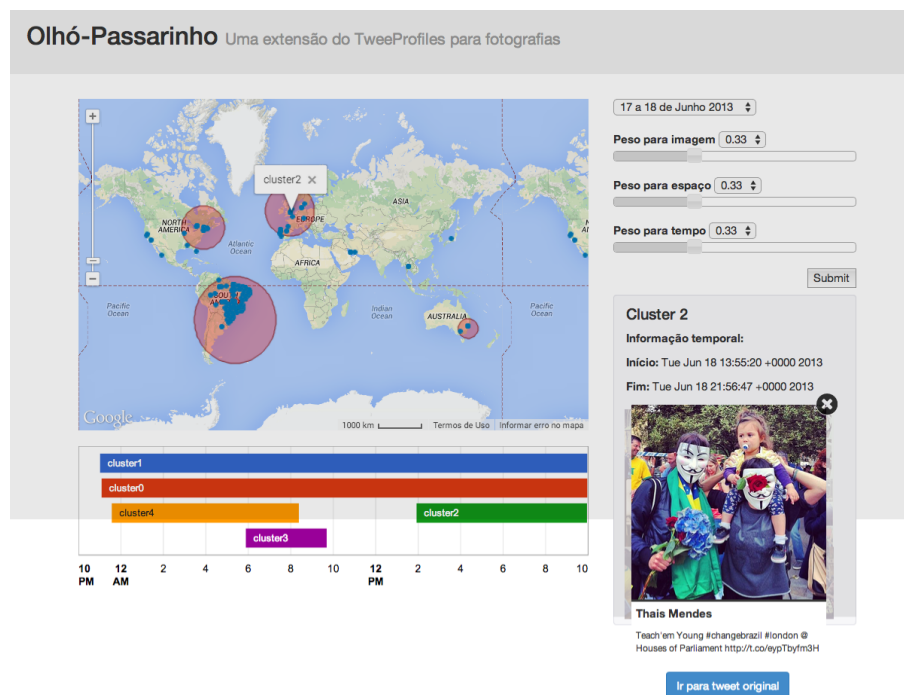 Olhó-Passarinho Uma extensão do TweeProfiles para fotografias
17 a 18 de Junho 2013
Peso para imagem 0.33
Peso para espaço 0.33
Peso para tempo 0.33
Submit
+
−
cluster2 ×
NORTH
AMERICA
EUROPE
ASIA
Atlantic
Ocean
AFRICA
SOUTH
AMERICA
Pacific
Ocean
Indian
Ocean
AUSTRALIA
Pacific
Ocean
Google
1000 km
Termos de Uso
Informar erro no mapa
Cluster 2
Informação temporal:
Início: Tue Jun 18 13:55:20 +0000 2013
Fim: Tue Jun 18 21:56:47 +0000 2013
Thais Mendes
Teach'em Young #changebrazil #london @
Houses of Parliament http://t.co/eypTbyfm3H
Ir para tweet original
cluster1
cluster0
cluster4
cluster2
cluster3
10 12 2 4 6 8 10 12 2 4 6 8 10
PM AM PM